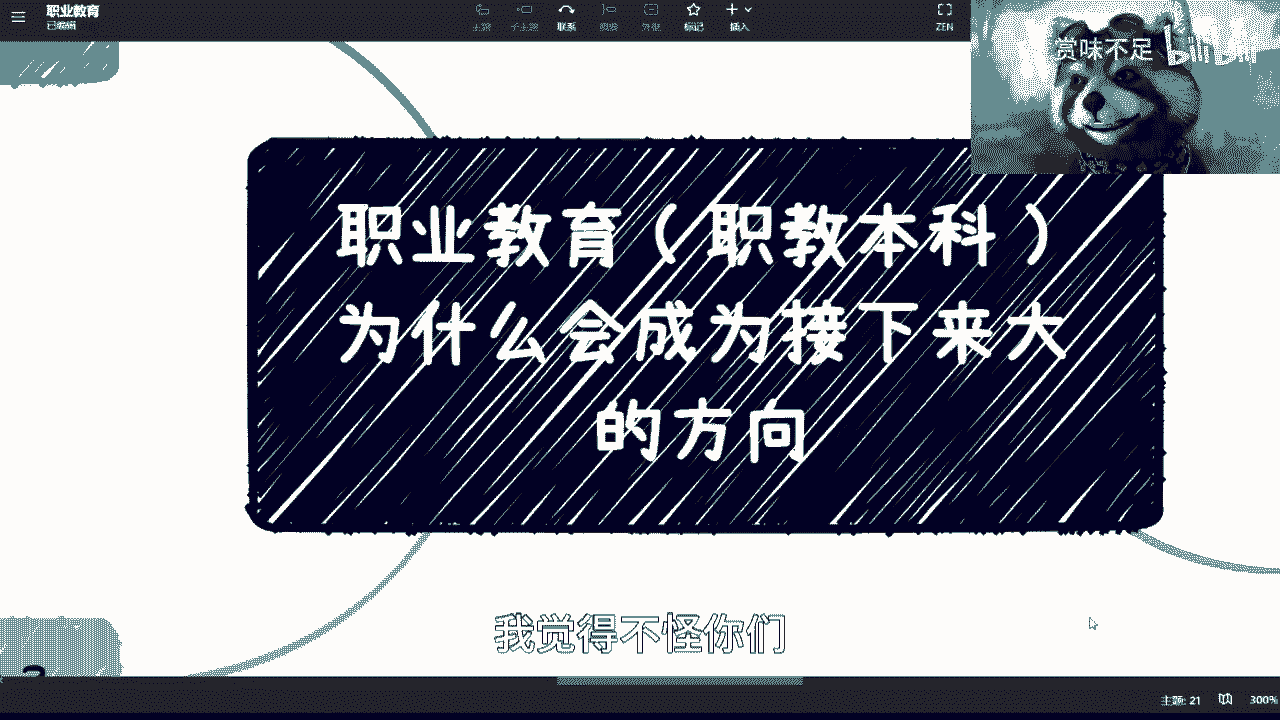 职业教育
已编辑
主题
子主题
联系
概要
外框
标记
插入
ZEN
赏味不足 bilibili
职业教育（职教本科）
为什么会成为接下来大
的方向
我觉得不怪你们
主题: 21
300%